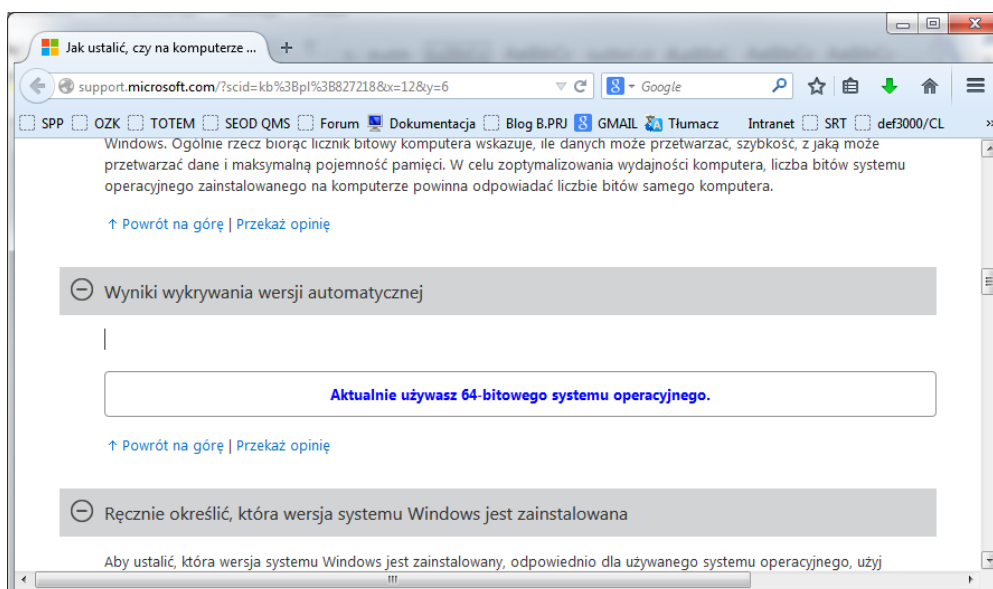 Jak ustalić, czy na komputerze ...
support.microsoft.com/?scid=kb%3Bpl%3B827218&x=12&y=6
Google
SPP OZK TOTEM SEOD QMS Forum Dokumentacja Blog B.PRJ GMAIL Tłumacz Intranet SRT def3000/CL »
Windows. Ogólnie rzecz biorąc licznik bitowy komputera wskazuje, ile danych może przetwarzać, szybkość, z jaką może
przetwarzać dane i maksymalną pojemność pamięci. W celu zoptymalizowania wydajności komputera, liczba bitów systemu
operacyjnego zainstalowanego na komputerze powinna odpowiadać liczbie bitów samego komputera.
↑ Powrót na górę | Przekaż opinię
Wyniki wykrywania wersji automatycznej
Aktualnie używasz 64-bitowego systemu operacyjnego.
↑ Powrót na górę | Przekaż opinię
Ręcznie określić, która wersja systemu Windows jest zainstalowana
Aby ustalić, która wersja systemu Windows jest zainstalowany, odpowiednio dla używanego systemu operacyjnego, użyj